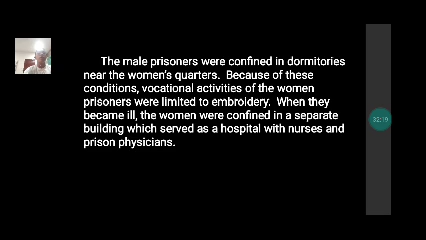 The male prisoners were confined in dormitories
near the women's quarters. Because of these
conditions, vocational activities of the women
prisoners were limited to embroidery. When they
became ill, the women were confined in a separate
building which served as a hospital with nurses and
prison physicians.
32:19